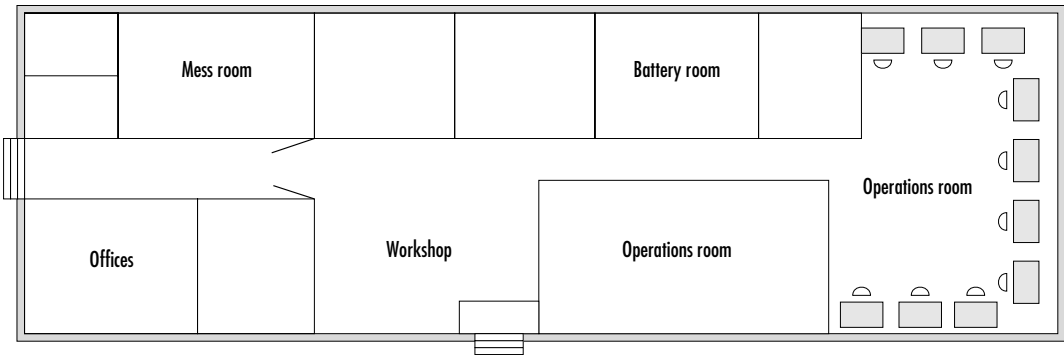 Mess room
Battery room
Operations room
Offices
Workshop
Operations room